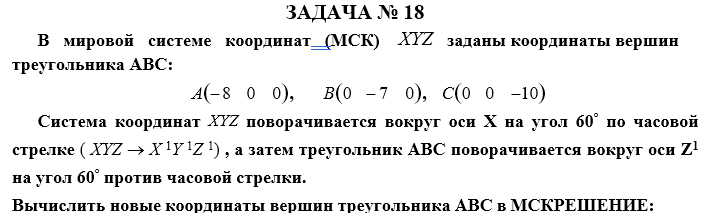 ЗАДАЧА № 18
В мировой системе координат (МСК) XYZ заданы координаты вершин
треугольника ABC:
A(−8 0 0), B(0 −7 0), C(0 0 −10)
Система координат XYZ поворачивается вокруг оси X на угол 60° по часовой
стрелке ( XYZ → X¹Y¹Z¹) , а затем треугольник ABC поворачивается вокруг оси Z¹
на угол 60° против часовой стрелки.
Вычислить новые координаты вершин треугольника ABC в МСКРЕШЕНИЕ: